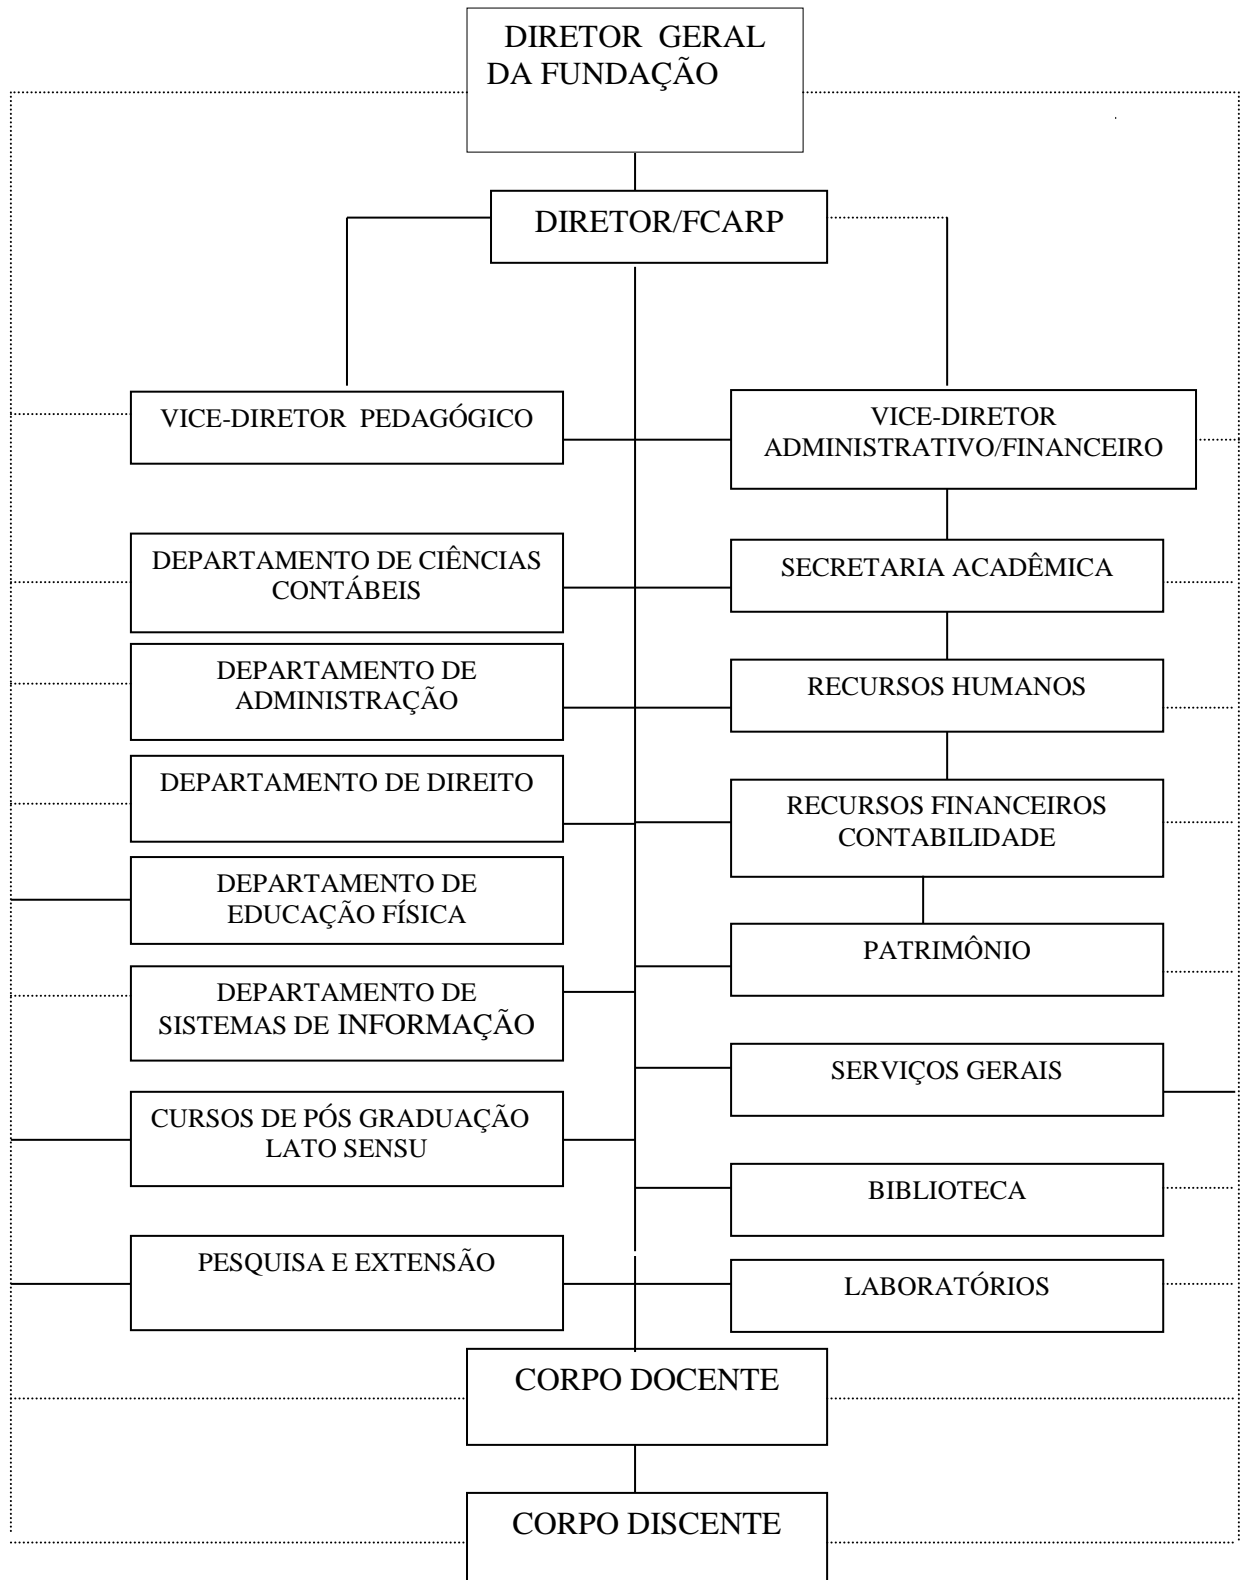 DIRETOR GERAL
DA FUNDAÇÃO
DIRETOR/FCARP
VICE-DIRETOR PEDAGÓGICO
VICE-DIRETOR
ADMINISTRATIVO/FINANCEIRO
DEPARTAMENTO DE CIÊNCIAS
CONTÁBEIS
SECRETARIA ACADÊMICA
DEPARTAMENTO DE
ADMINISTRAÇÃO
RECURSOS HUMANOS
DEPARTAMENTO DE DIREITO
RECURSOS FINANCEIROS
CONTABILIDADE
DEPARTAMENTO DE
EDUCAÇÃO FÍSICA
PATRIMÔNIO
DEPARTAMENTO DE
SISTEMAS DE INFORMAÇÃO
SERVIÇOS GERAIS
CURSOS DE PÓS GRADUAÇÃO
LATO SENSU
BIBLIOTECA
PESQUISA E EXTENSÃO
LABORATÓRIOS
CORPO DOCENTE
CORPO DISCENTE